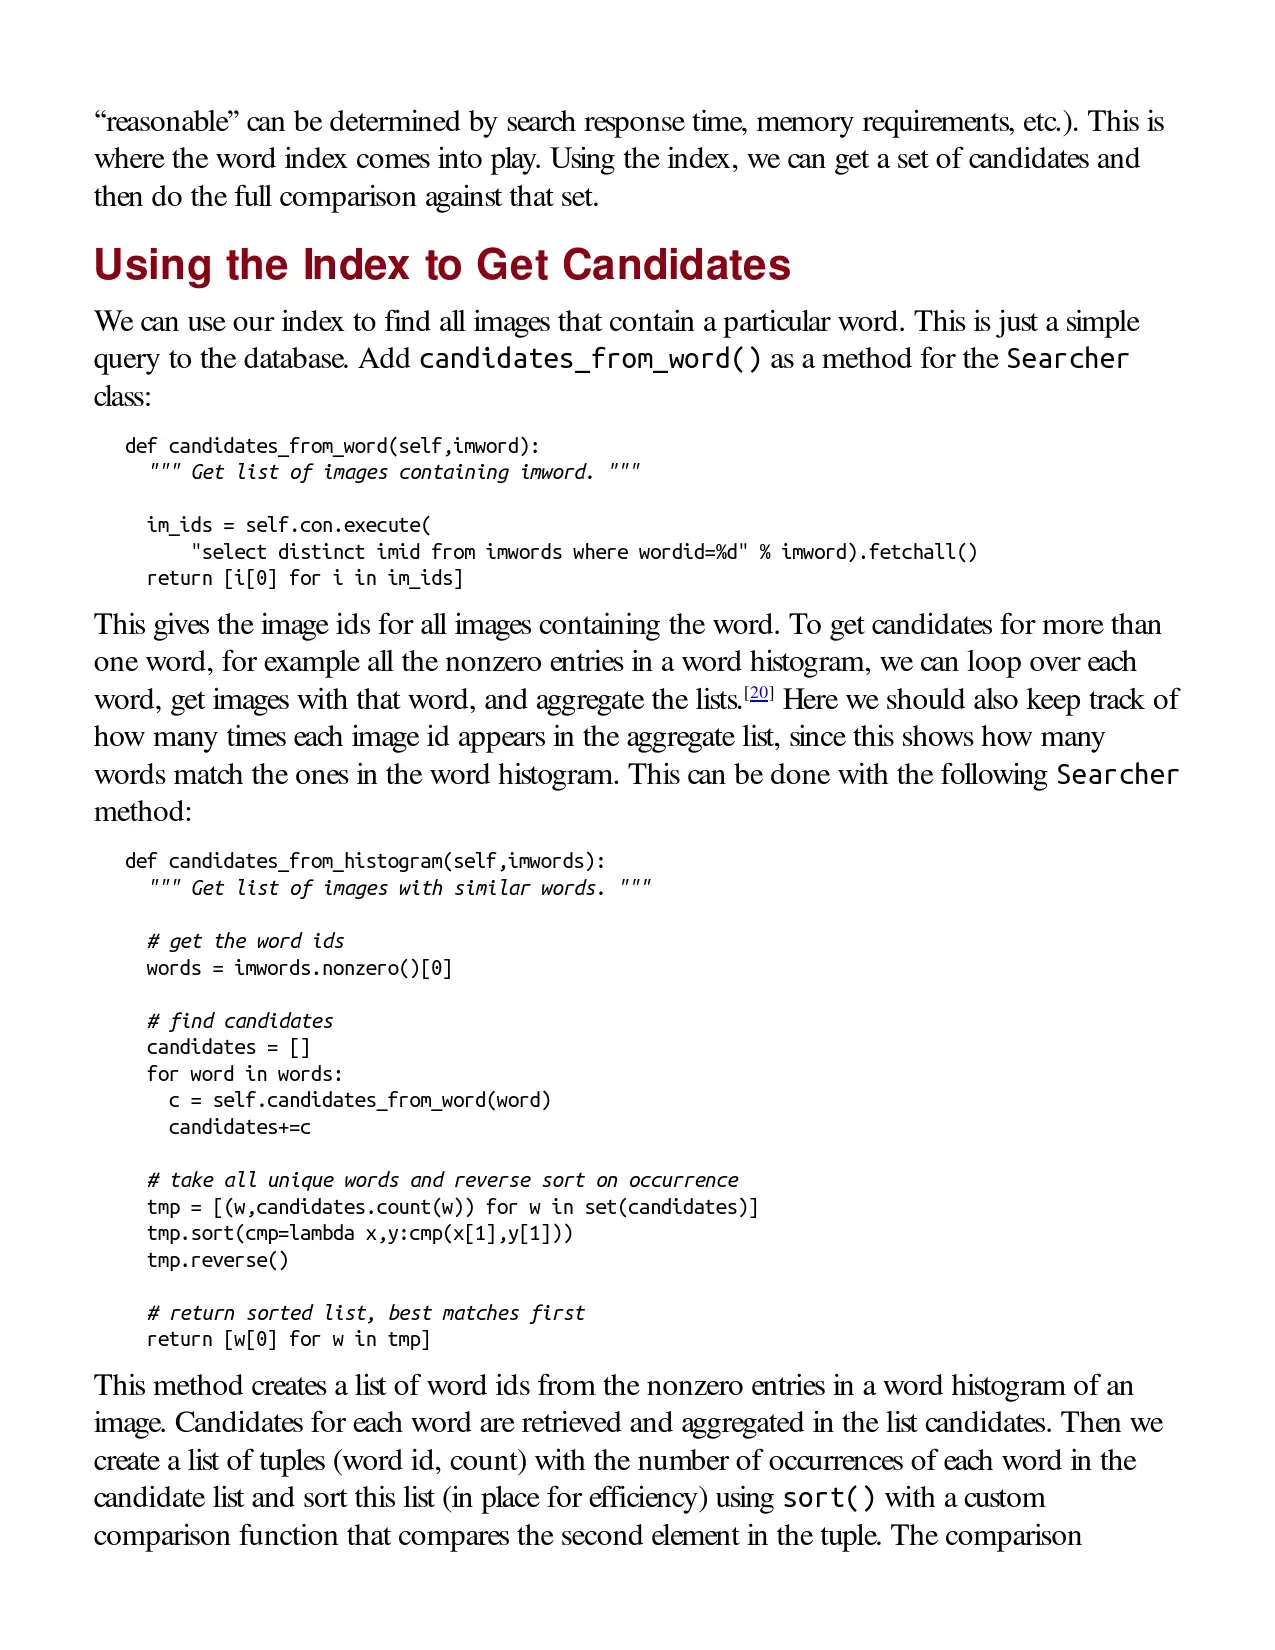 “reasonable” can be determined by search response time, memory requirements, etc.). This is
where the word index comes into play. Using the index, we can get a set of candidates and
then do the full comparison against that set.
Using the Index to Get Candidates
We can use our index to find all images that contain a particular word. This is just a simple
query to the database. Add candidates_from_word() as a method for the Searcher
class:
def candidates_from_word(self,imword):
  """ Get list of images containing imword. """
  im_ids = self.con.execute(
      "select distinct imid from imwords where wordid=%d" % imword).fetchall()
  return [i[0] for i in im_ids]
This gives the image ids for all images containing the word. To get candidates for more than
one word, for example all the nonzero entries in a word histogram, we can loop over each
word, get images with that word, and aggregate the lists.[20] Here we should also keep track of
how many times each image id appears in the aggregate list, since this shows how many
words match the ones in the word histogram. This can be done with the following Searcher
method:
def candidates_from_histogram(self,imwords):
  """ Get list of images with similar words. """
  # get the word ids
  words = imwords.nonzero()[0]
  # find candidates
  candidates = []
  for word in words:
    c = self.candidates_from_word(word)
    candidates+=c
  # take all unique words and reverse sort on occurrence
  tmp = [(w,candidates.count(w)) for w in set(candidates)]
  tmp.sort(cmp=lambda x,y:cmp(x[1],y[1]))
  tmp.reverse()
  # return sorted list, best matches first
  return [w[0] for w in tmp]
This method creates a list of word ids from the nonzero entries in a word histogram of an
image. Candidates for each word are retrieved and aggregated in the list candidates. Then we
create a list of tuples (word id, count) with the number of occurrences of each word in the
candidate list and sort this list (in place for efficiency) using sort() with a custom
comparison function that compares the second element in the tuple. The comparison